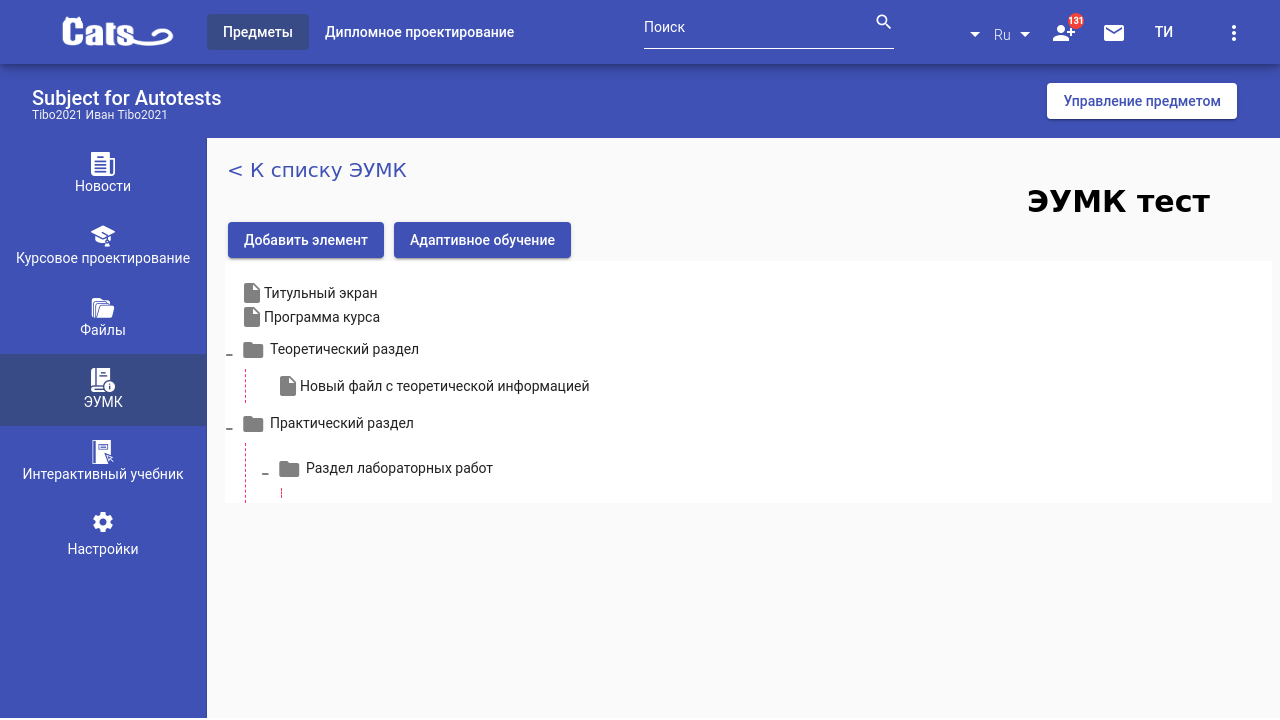 Cats
Предметы
Дипломное проектирование
Поиск
Ru
131
ТИ
Subject for Autotests
Tibo2021 Иван Tibo2021
Управление предметом
Новости
Курсовое проектирование
Файлы
ЭУМК
Интерактивный учебник
Настройки
< К списку ЭУМК
ЭУМК тест
Добавить элемент
Адаптивное обучение
Титульный экран
Программа курса
Теоретический раздел
Новый файл с теоретической информацией
Практический раздел
Раздел лабораторных работ